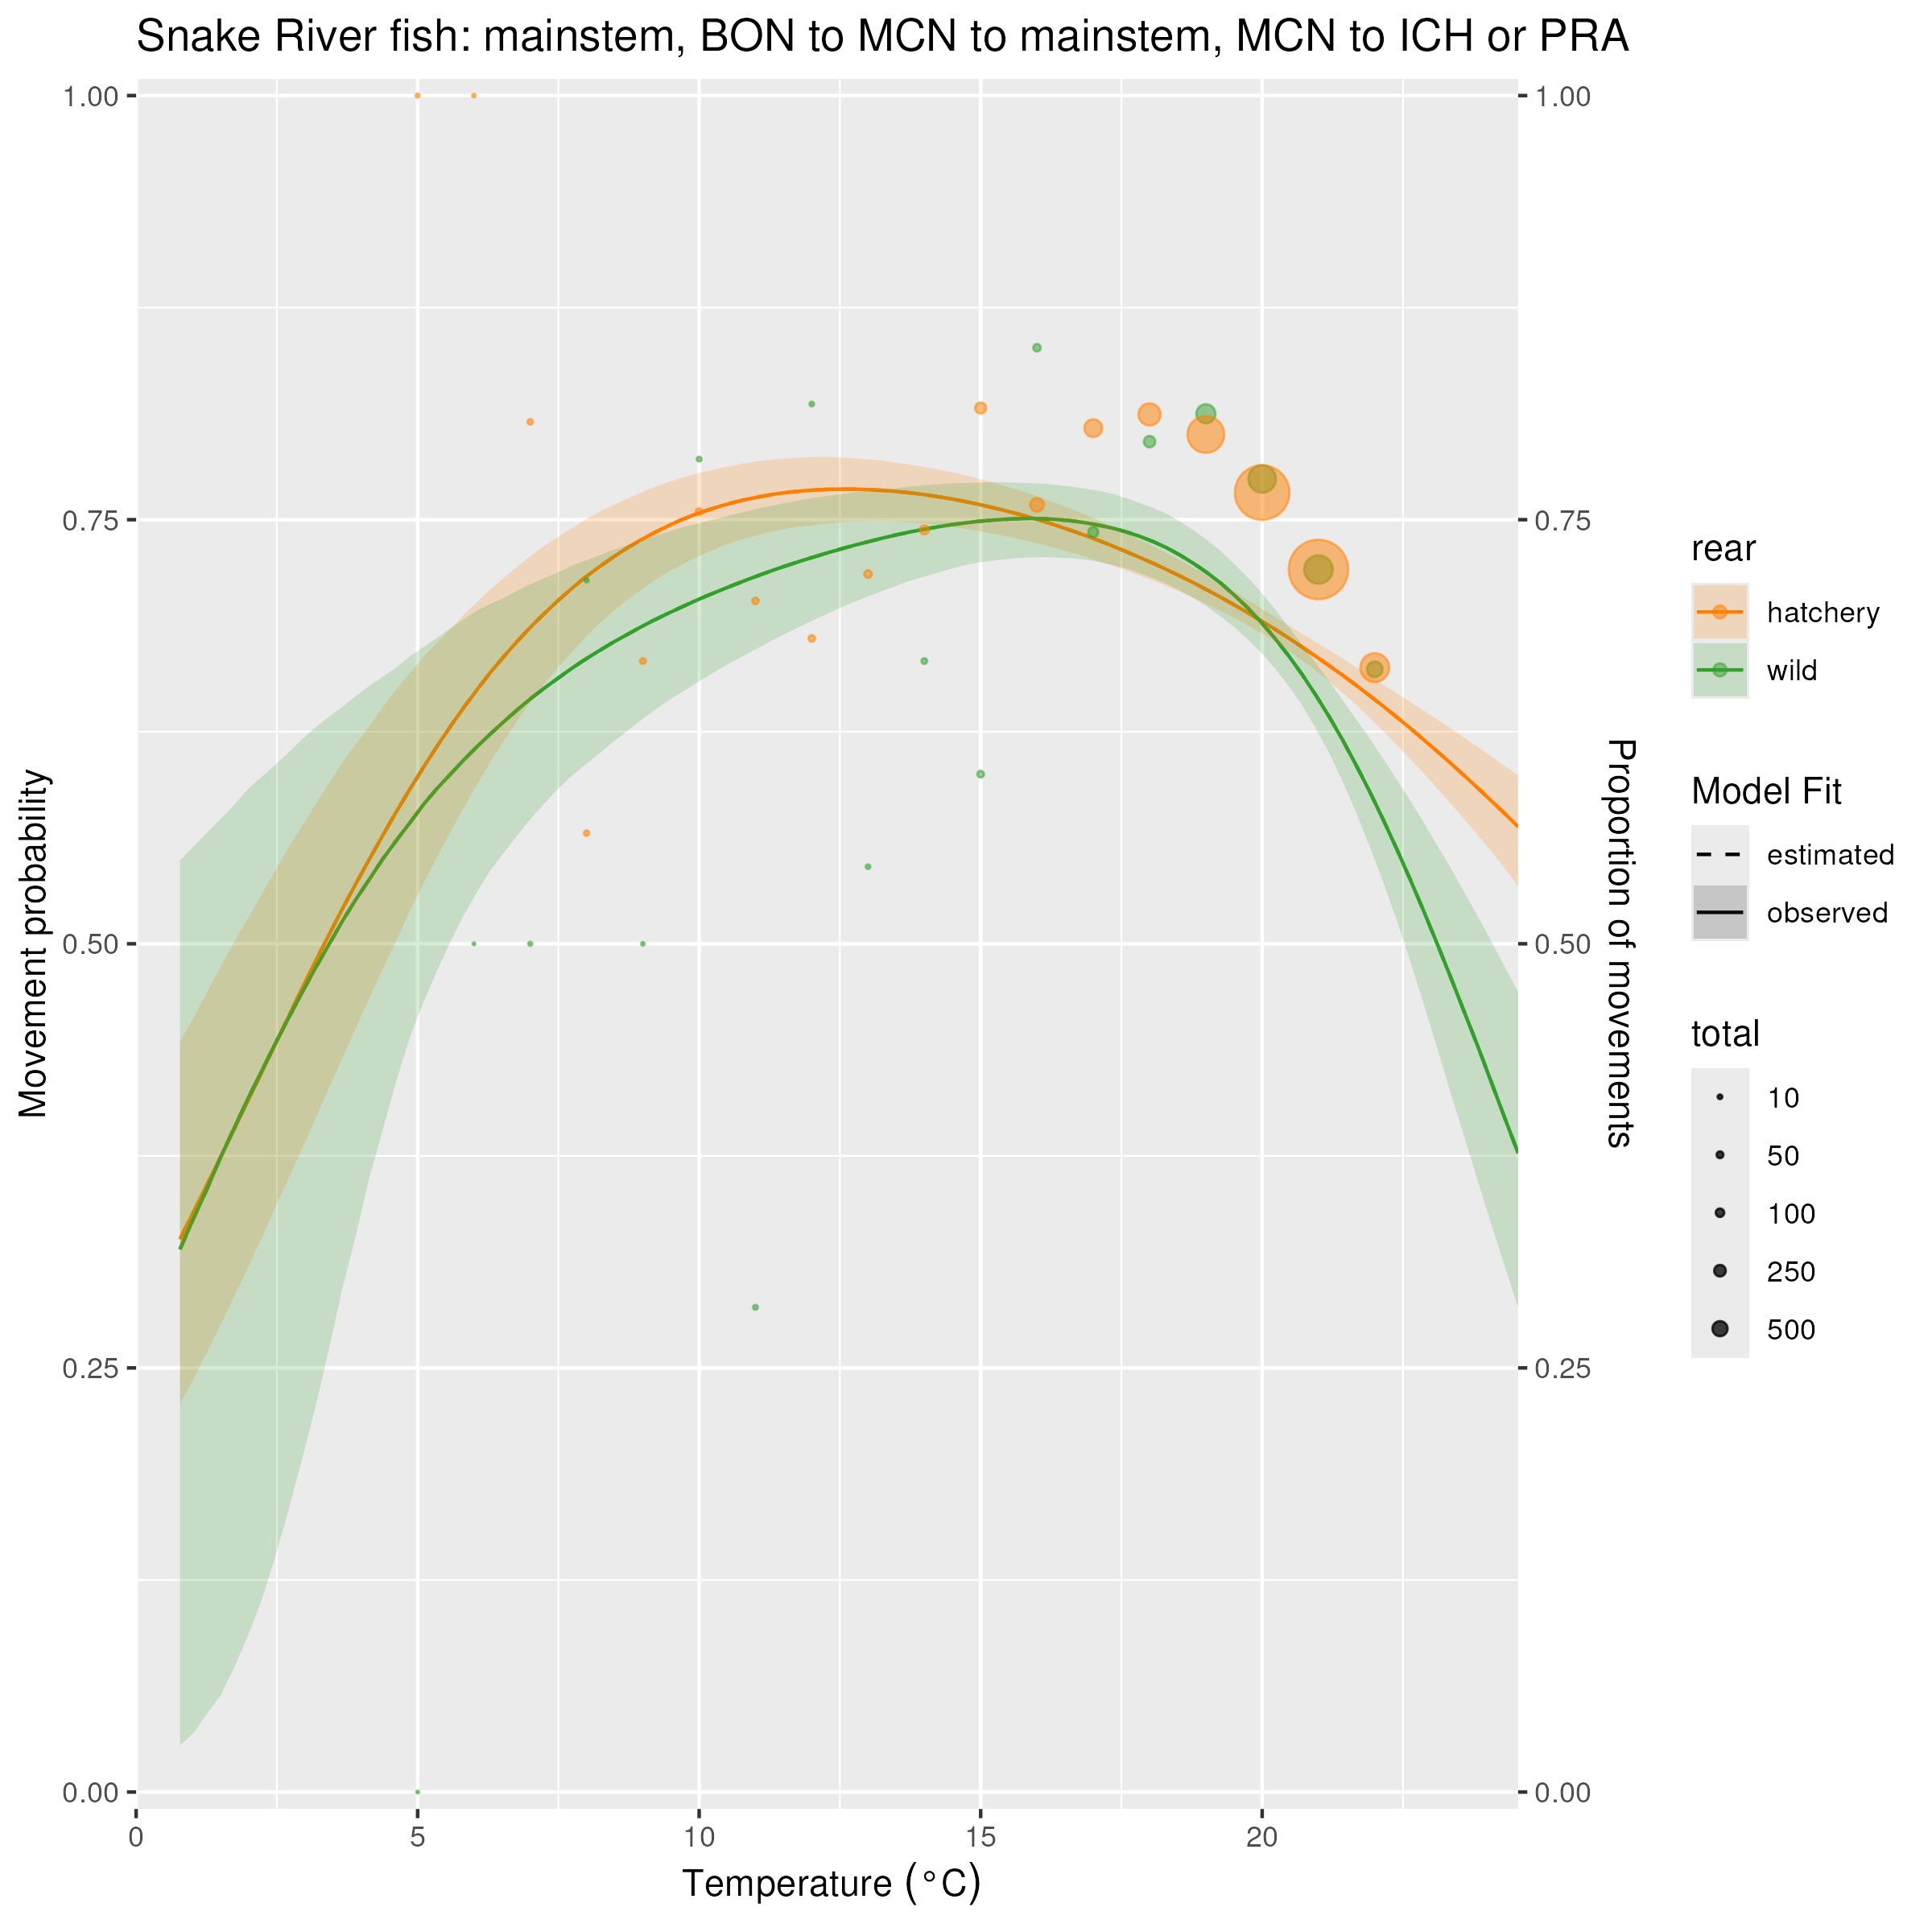 Snake River fish: mainstem, BON to MCN to mainstem, MCN to ICH or PRA
Movement probability
1.00
0.75
0.50
0.25
0.00
0
5
10
15
20
Temperature (°C)
1.00
0.75
0.50
0.25
0.00
Proportion of movements
rear
hatchery
wild
Model Fit
estimated
observed
total
10
50
100
250
500